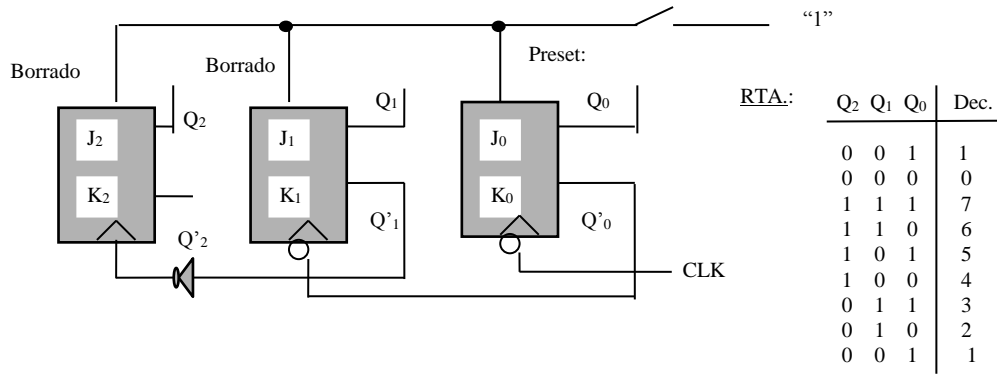 “1”
Borrado
Borrado
Preset:
Q2
Q1
Q0
J2
J1
J0
K2
K1
K0
Q’2
Q’1
Q’0
CLK
RTA.:
Q2 Q1 Q0 Dec.
0 0 1 1
0 0 0 0
1 1 1 7
1 1 0 6
1 0 1 5
1 0 0 4
0 1 1 3
0 1 0 2
0 0 1 1